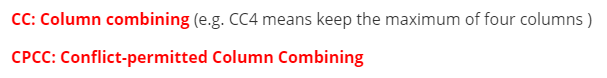 CC: Column combining (e.g. CC4 means keep the maximum of four columns )
CPCC: Conflict-permitted Column Combining